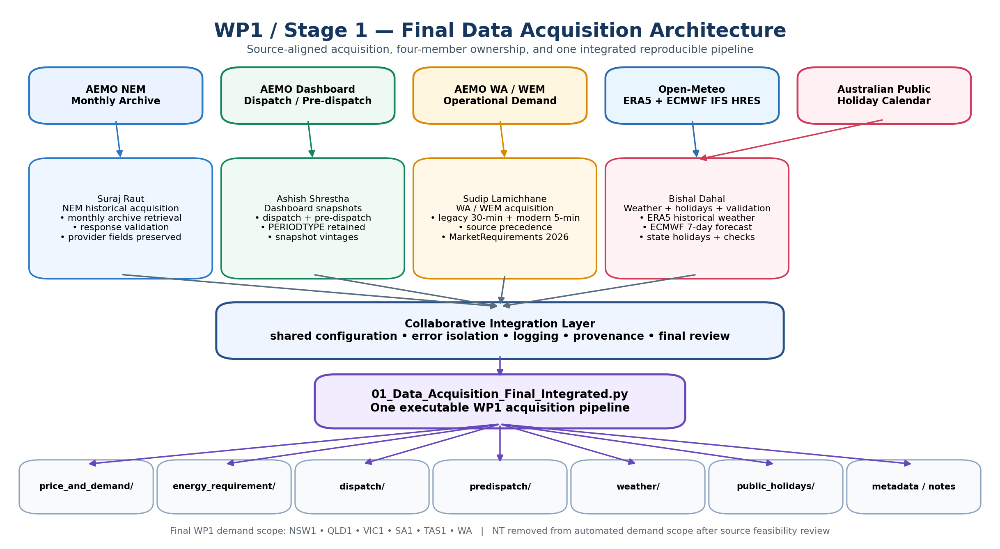 WP1 / Stage 1 — Final Data Acquisition Architecture
Source-aligned acquisition, four-member ownership, and one integrated reproducible pipeline
AEMO NEM
Monthly Archive
AEMO Dashboard
Dispatch / Pre-dispatch
AEMO WA / WEM
Operational Demand
Open-Meteo
ERA5 + ECMWF IFS HRES
Australian Public
Holiday Calendar
Suraj Raut
NEM historical acquisition
• monthly archive retrieval
• response validation
• provider fields preserved
Ashish Shrestha
Dashboard snapshots
• dispatch + pre-dispatch
• PERIODTYPE retained
• snapshot vintages
Sudip Lamichhane
WA / WEM acquisition
• legacy 30-min + modern 5-min
• source precedence
• MarketRequirements 2026
Bishal Dahal
Weather + holidays + validation
• ERA5 historical weather
• ECMWF 7-day forecast
• state holidays + checks
Collaborative Integration Layer
shared configuration • error isolation • logging • provenance • final review
01_Data_Acquisition_Final_Integrated.py
One executable WP1 acquisition pipeline
price_and_demand/
energy_requirement/
dispatch/
predispatch/
weather/
public_holidays/
metadata / notes
Final WP1 demand scope: NSW1 • QLD1 • VIC1 • SA1 • TAS1 • WA | NT removed from automated demand scope after source feasibility review